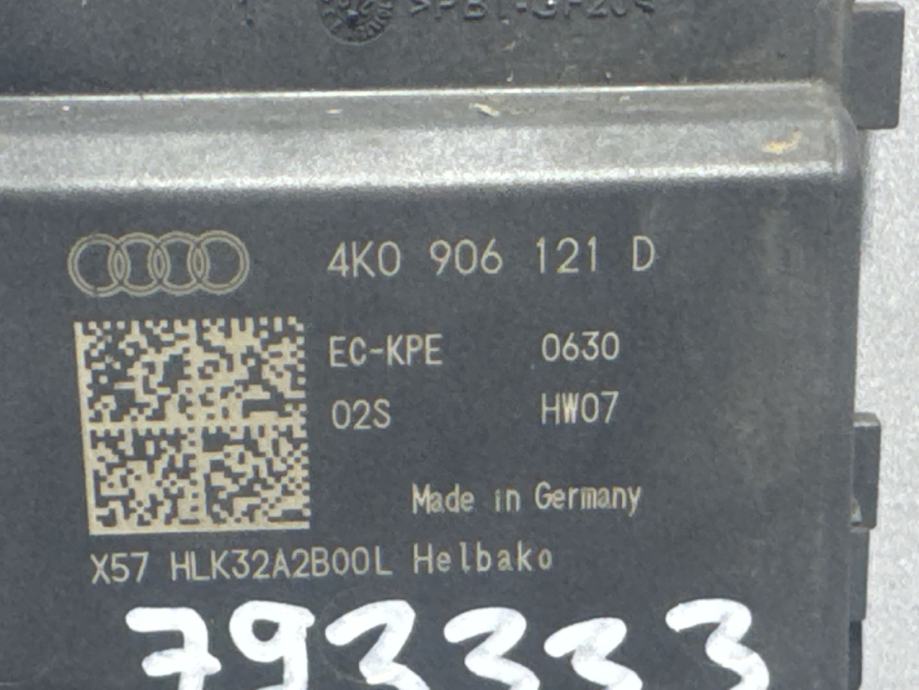 4K0 906 121 D
EC-KPE 0630
02S HW07
Made in Germany
X57 HLK32A2B00L Helbako
793333